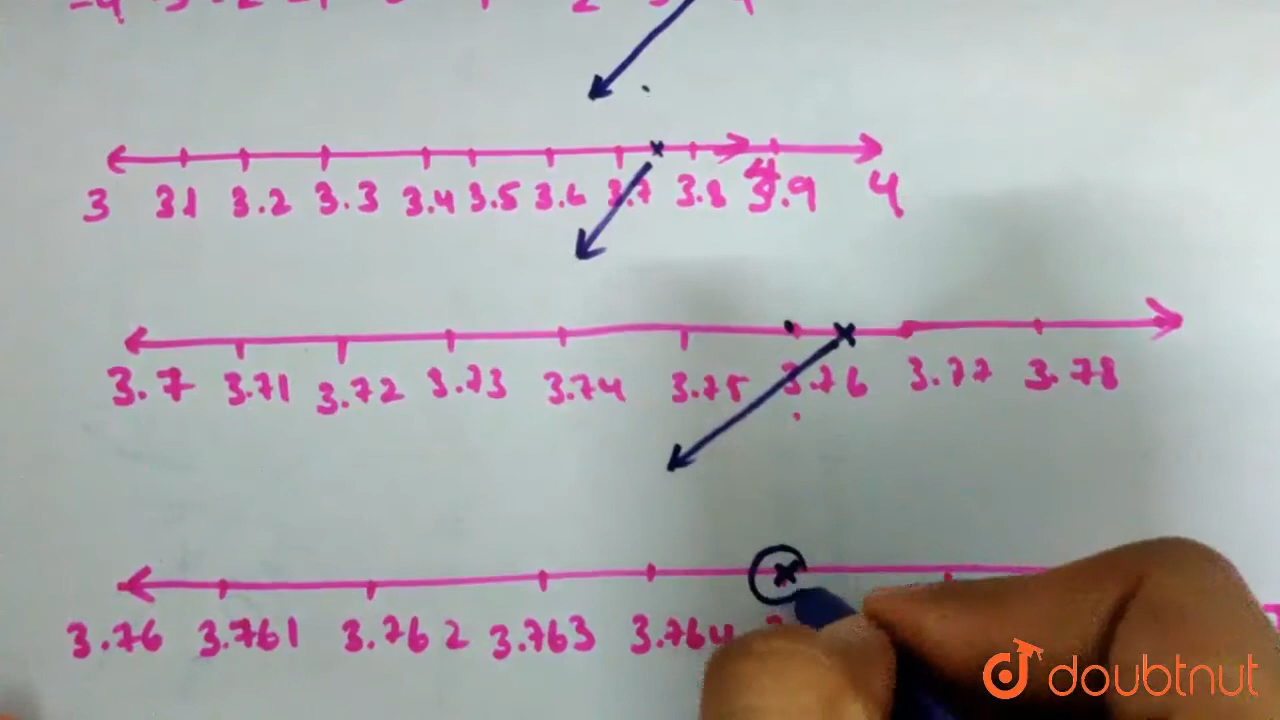 3 3.1 3.2 3.3 3.4 3.5 3.6 3.7 3.8 3.9 4
3.7 3.71 3.72 3.73 3.74 3.75 3.76 3.77 3.78
3.76 3.761 3.762 3.763 3.764
doubtnut